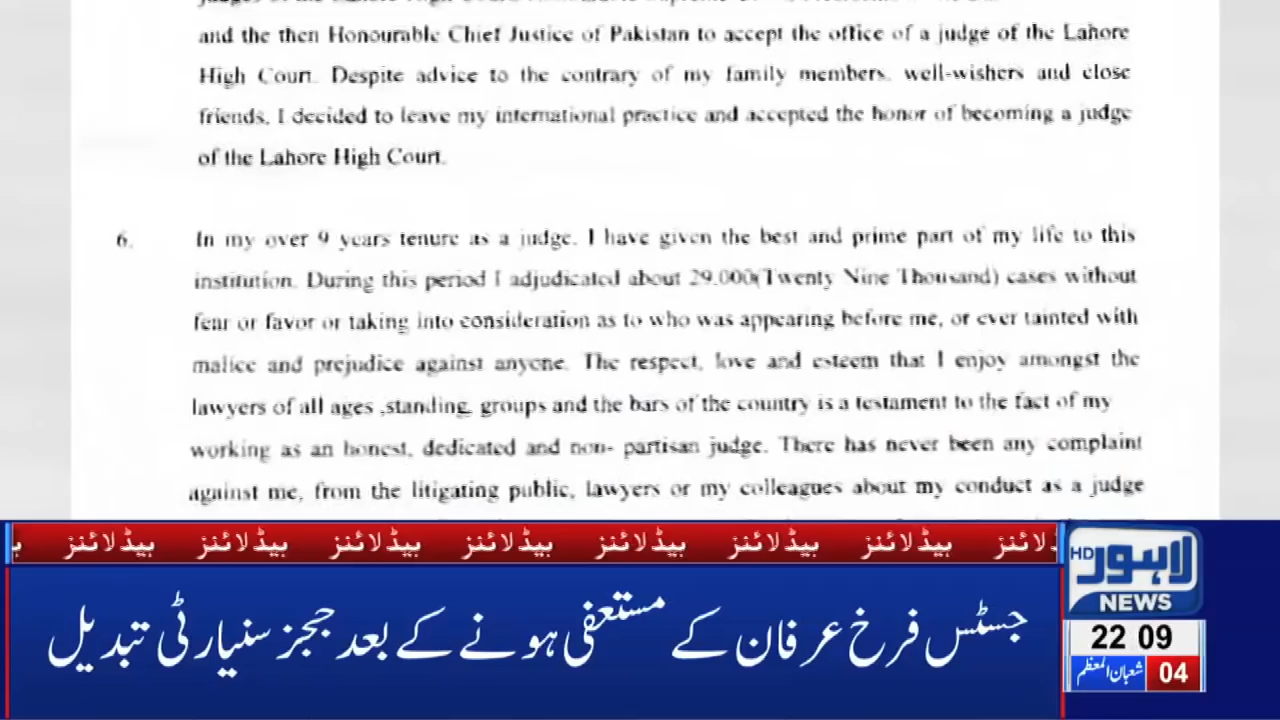 and the then Honourable Chief Justice of Pakistan to accept the office of a judge of the Lahore
High Court. Despite advice to the contrary of my family members, well-wishers and close
friends, I decided to leave my international practice and accepted the honor of becoming a judge
of the Lahore High Court.
6. In my over 9 years tenure as a judge, I have given the best and prime part of my life to this
institution. During this period I adjudicated about 29,000(Twenty Nine Thousand) cases without
fear or favor or taking into consideration as to who was appearing before me, or ever tainted with
malice and prejudice against anyone. The respect, love and esteem that I enjoy amongst the
lawyers of all ages ,standing, groups and the bars of the country is a testament to the fact of my
working as an honest, dedicated and non- partisan judge. There has never been any complaint
against me, from the litigating public, lawyers or my colleagues about my conduct as a judge
ہیڈلائنز ہیڈلائنز ہیڈلائنز ہیڈلائنز ہیڈلائنز ہیڈلائنز ہیڈلائنز
جسٹس فرخ عرفان کے مستعفی ہونے کے بعد ججز سنیارٹی تبدیل
لاہور HD
NEWS
22 09
شعبان المعظم 04